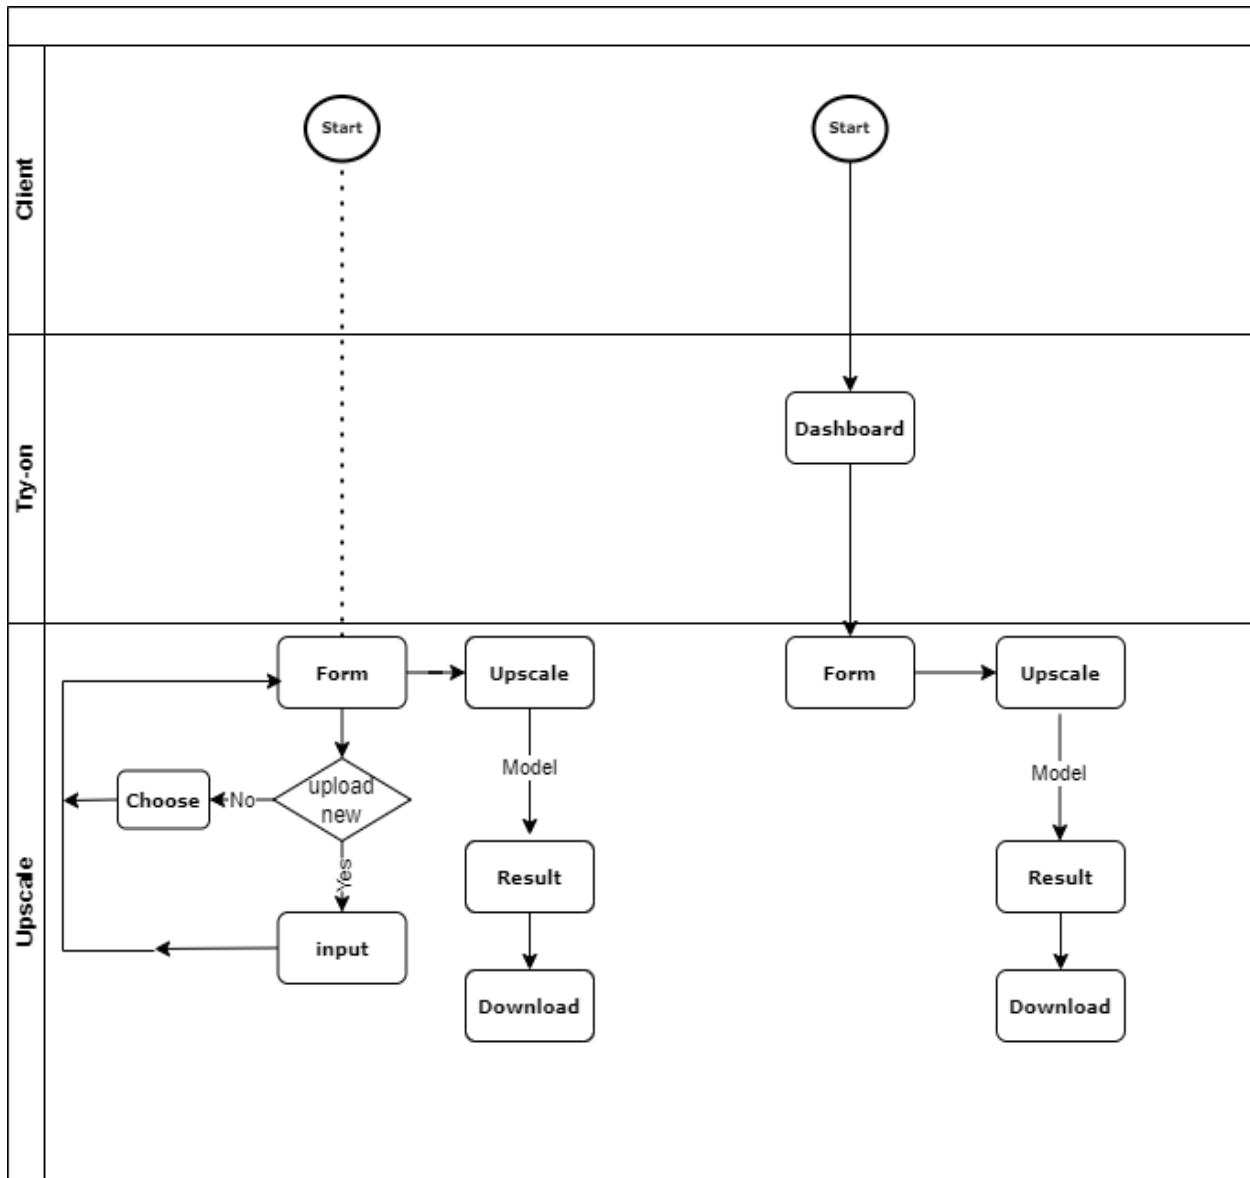 Client
Start
Start
Try-on
Dashboard
Upscale
Form
Upscale
Form
Upscale
Model
Model
Choose
No
upload
new
Yes
Result
Result
input
Download
Download